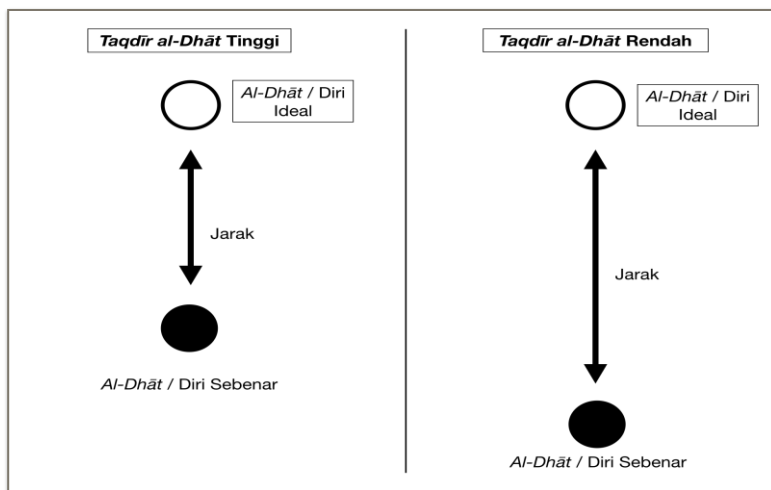 Taqdīr al-Dhāt Tinggi
Al-Dhāt / Diri
Ideal
Jarak
Al-Dhāt / Diri Sebenar
Taqdīr al-Dhāt Rendah
Al-Dhāt / Diri
Ideal
Jarak
Al-Dhāt / Diri Sebenar